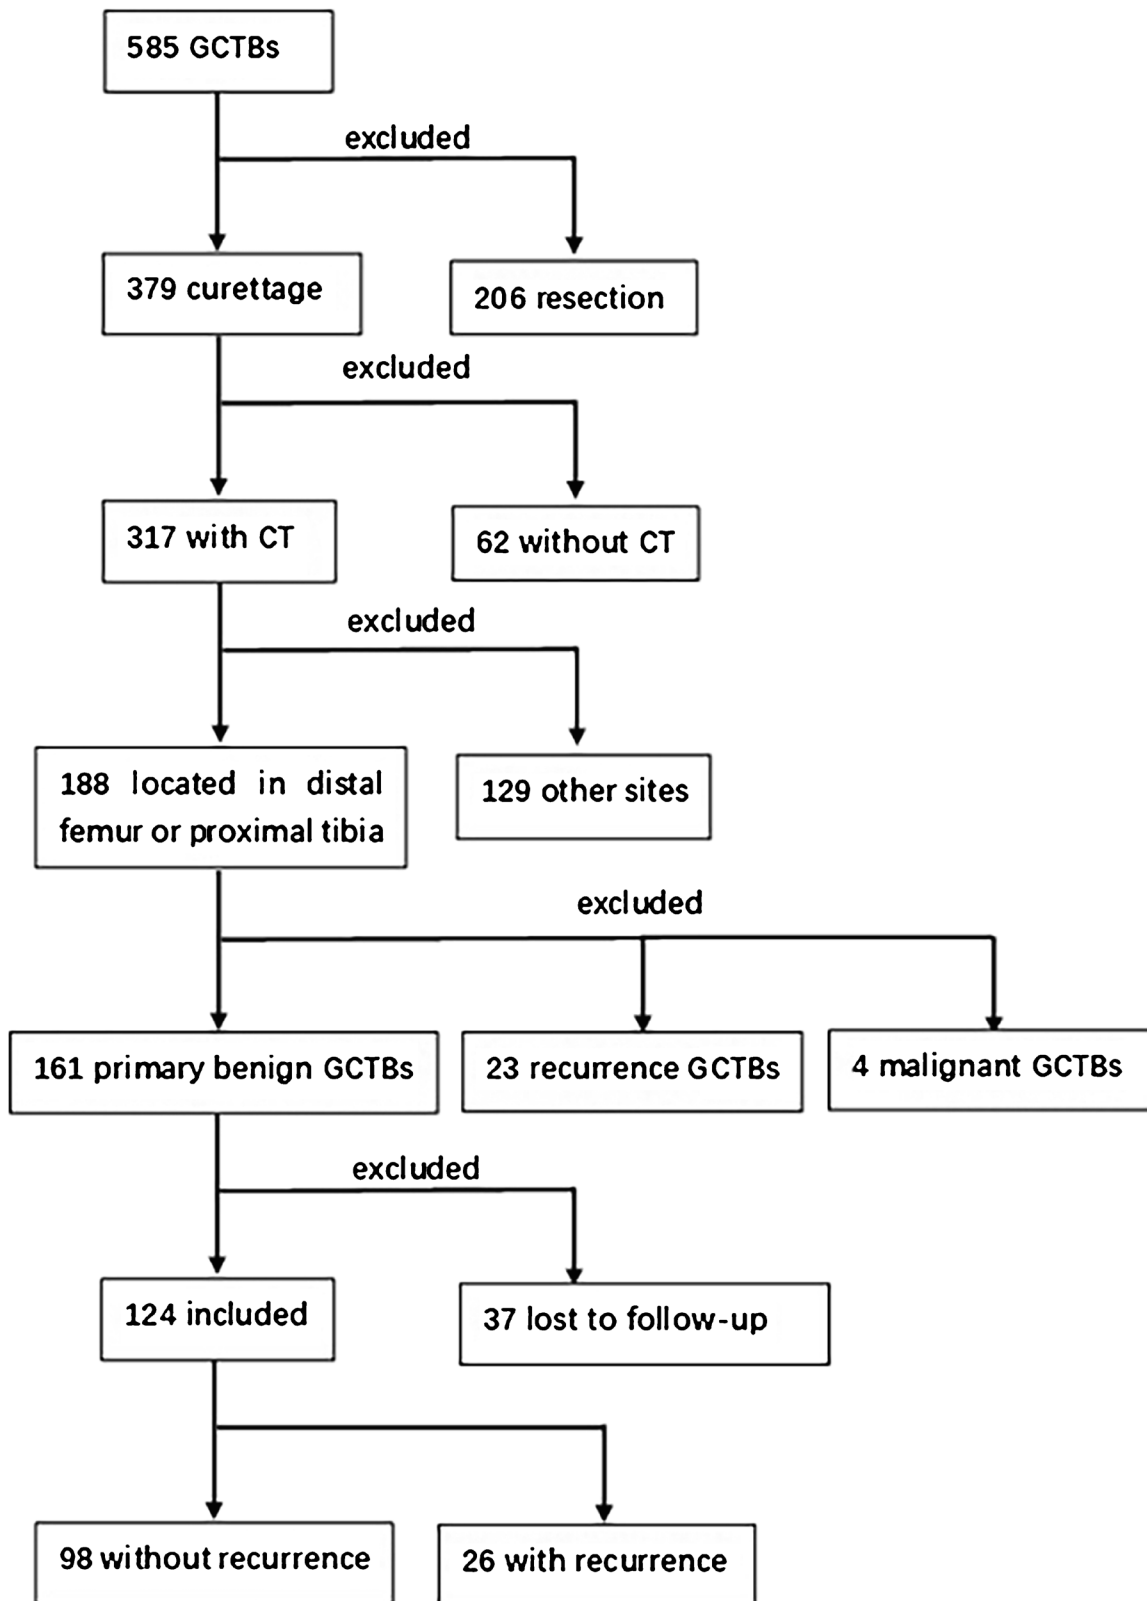 585 GCTBs
excluded
379 curettage
206 resection
excluded
317 with CT
62 without CT
excluded
188 located in distal
femur or proximal tibia
129 other sites
excluded
161 primary benign GCTBs
23 recurrence GCTBs
4 malignant GCTBs
excluded
124 included
37 lost to follow-up
98 without recurrence
26 with recurrence